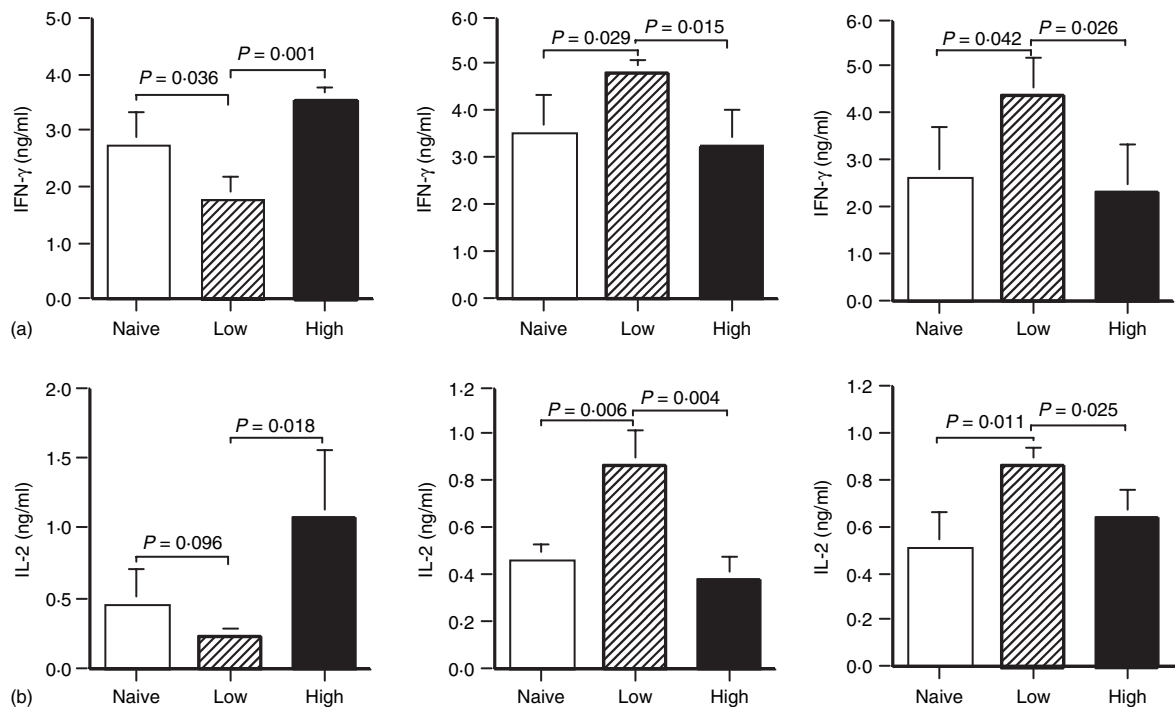 5·0
4·0
3·0
2·0
1·0
0·0
IFN-γ (ng/ml)
P = 0·036
P = 0·001
Naive Low High
(a)
6·0
5·0
4·0
3·0
2·0
1·0
0·0
IFN-γ (ng/ml)
P = 0·029
P = 0·015
Naive Low High
6·0
5·0
4·0
3·0
2·0
1·0
0·0
IFN-γ (ng/ml)
P = 0·042
P = 0·026
Naive Low High
2·0
1·5
1·0
0·5
0·0
IL-2 (ng/ml)
P = 0·096
P = 0·018
Naive Low High
(b)
1·2
1·0
0·8
0·6
0·4
0·2
0·0
IL-2 (ng/ml)
P = 0·006
P = 0·004
Naive Low High
1·2
1·0
0·8
0·6
0·4
0·2
0·0
IL-2 (ng/ml)
P = 0·011
P = 0·025
Naive Low High